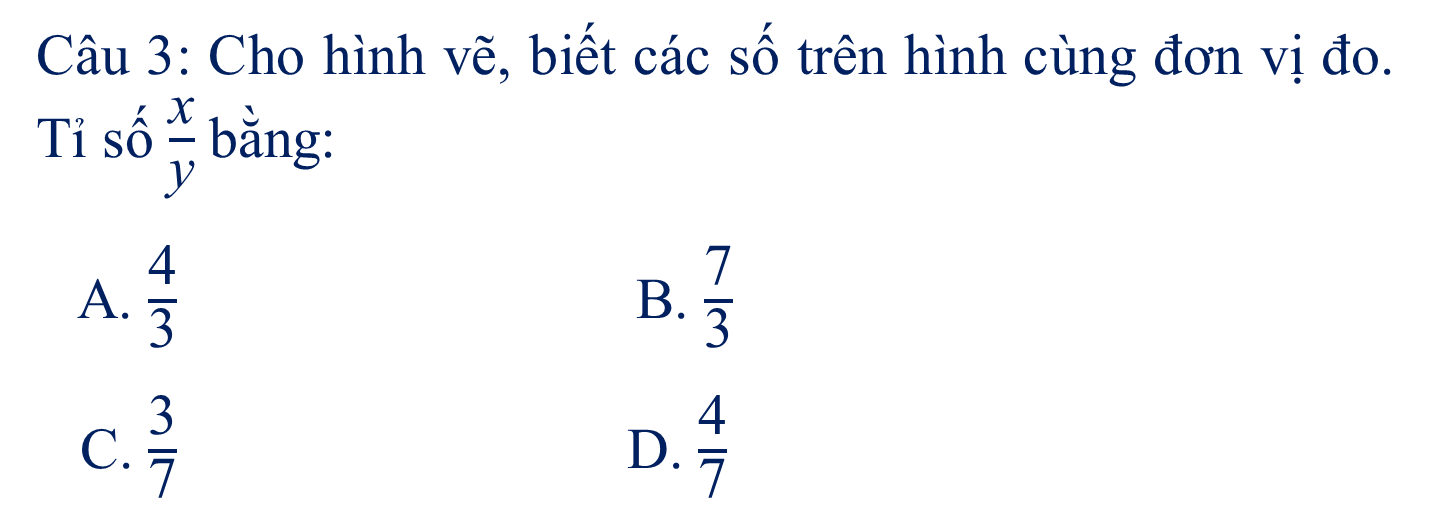 Câu 3: Cho hình vẽ, biết các số trên hình cùng đơn vị đo.
Tỉ số x/y bằng:
A. 4/3 B. 7/3
C. 3/7 D. 4/7